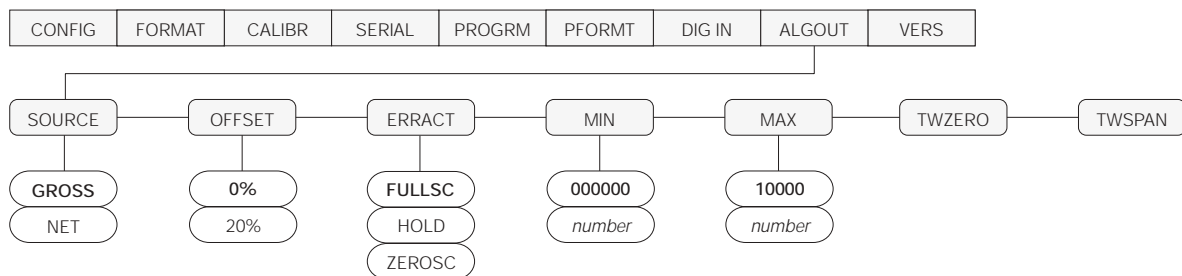 CONFIG FORMAT CALIBR SERIAL PROGRM PFORMT DIG IN ALGOUT VERS
SOURCE OFFSET ERRACT MIN MAX TWZERO TWSPAN
GROSS 0% FULLSC 000000 10000
NET 20% HOLD number number
ZEROSC